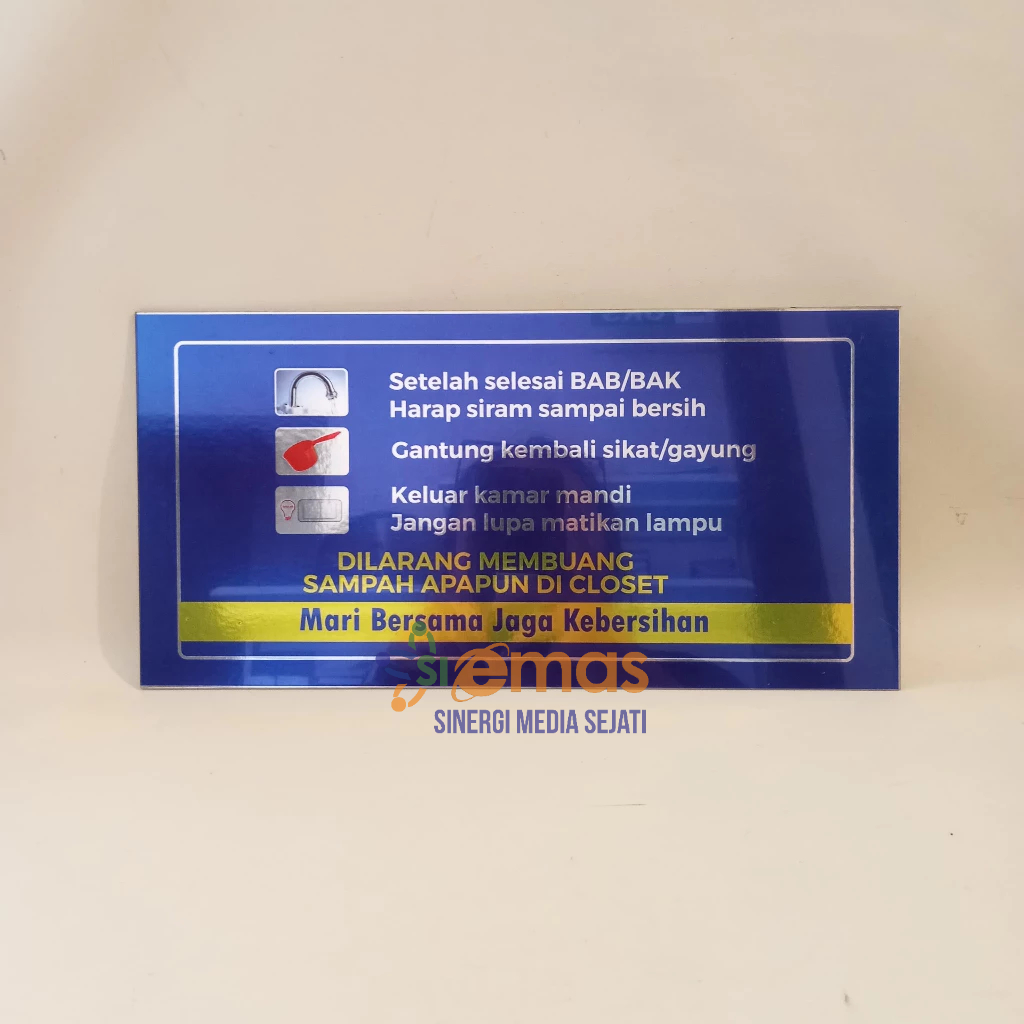 Setelah selesai BAB/BAK
Harap siram sampai bersih
Gantung kembali sikat/gayung
Keluar kamar mandi
Jangan lupa matikan lampu
DILARANG MEMBUANG
SAMPAH APAPUN DI CLOSET
Mari Bersama Jaga Kebersihan
siemas
SINERGI MEDIA SEJATI